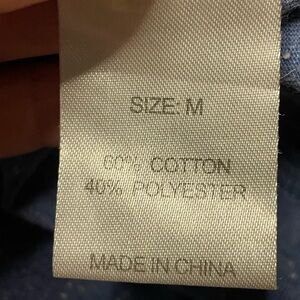 SIZE: M
60% COTTON
40% POLYESTER
MADE IN CHINA